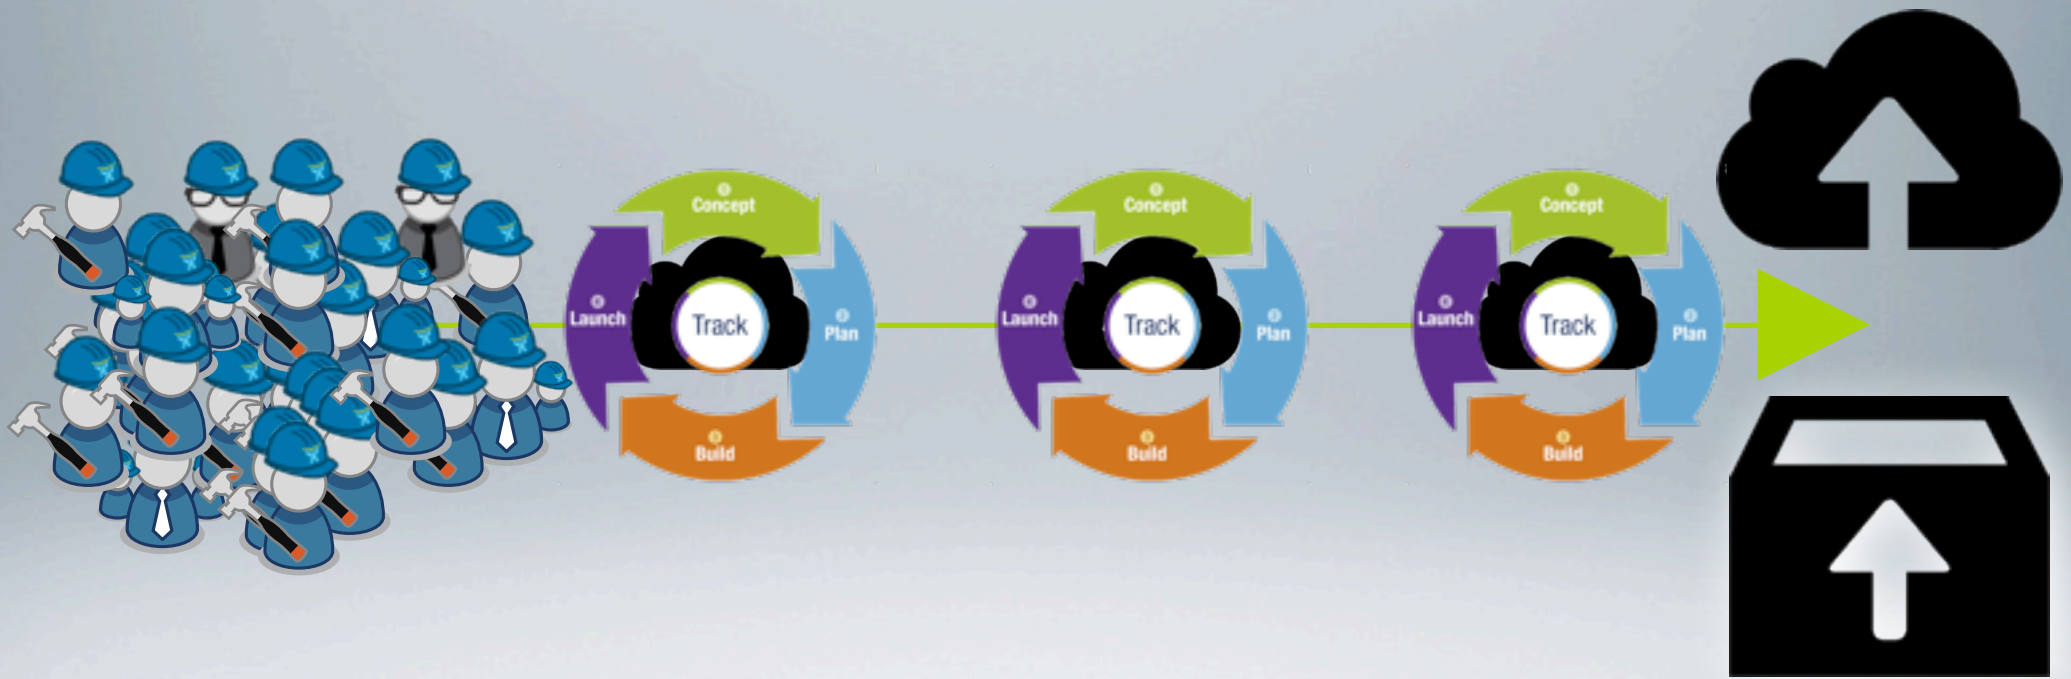 Concept
Launch
Track
Plan
Build
Concept
Launch
Track
Plan
Build
Concept
Launch
Track
Plan
Build